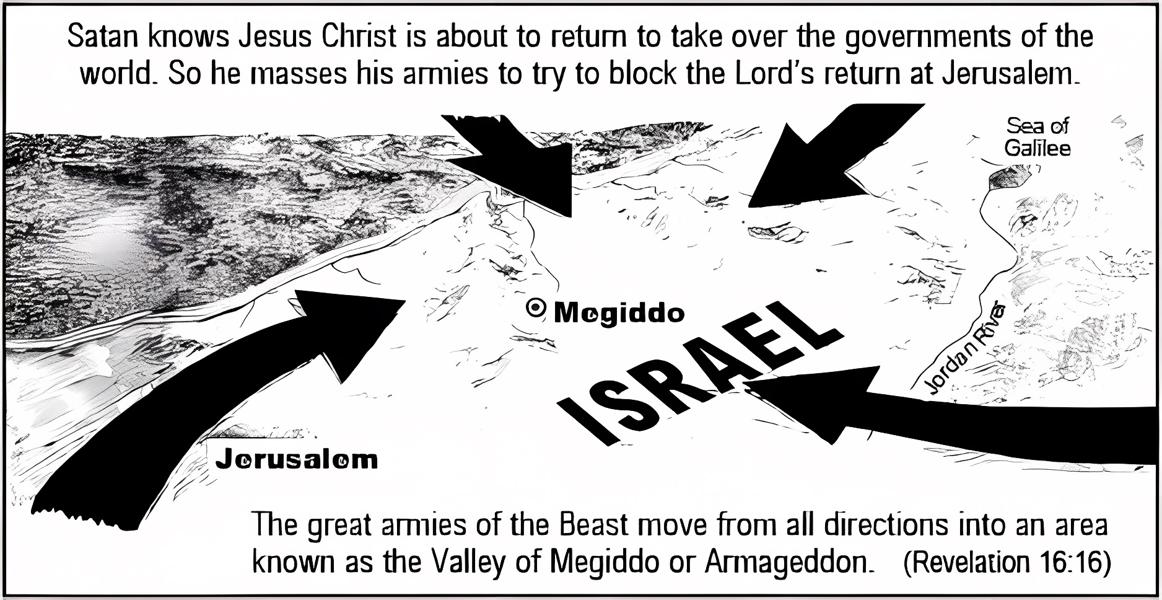 Satan knows Jesus Christ is about to return to take over the governments of the
world. So he masses his armies to try to block the Lord's return at Jerusalem.
Sea of
Galilee
Megiddo
ISRAEL
Jordan River
Jerusalem
The great armies of the Beast move from all directions into an area
known as the Valley of Megiddo or Armageddon. (Revelation 16:16)